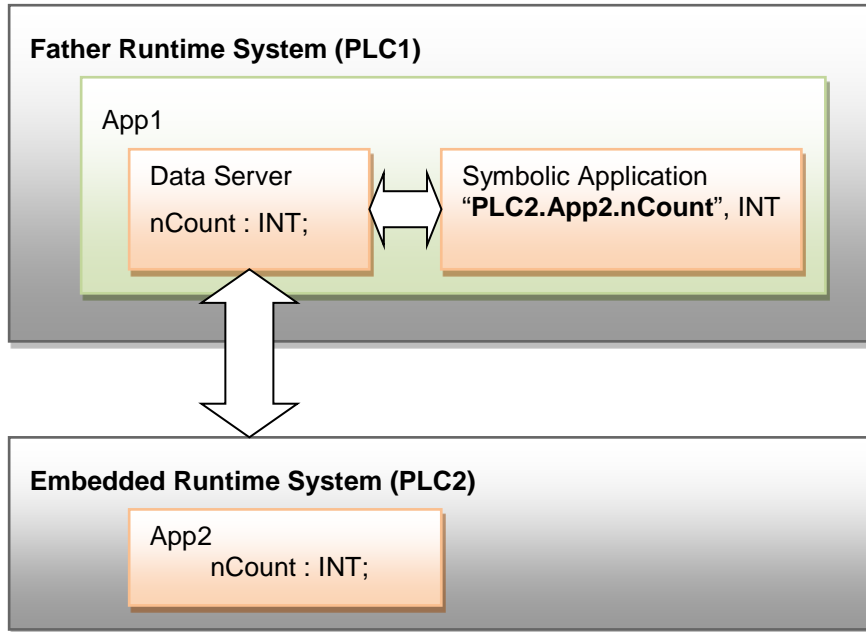 Father Runtime System (PLC1)
App1
Data Server
nCount : INT;
Symbolic Application
“PLC2.App2.nCount”, INT
Embedded Runtime System (PLC2)
App2
nCount : INT;